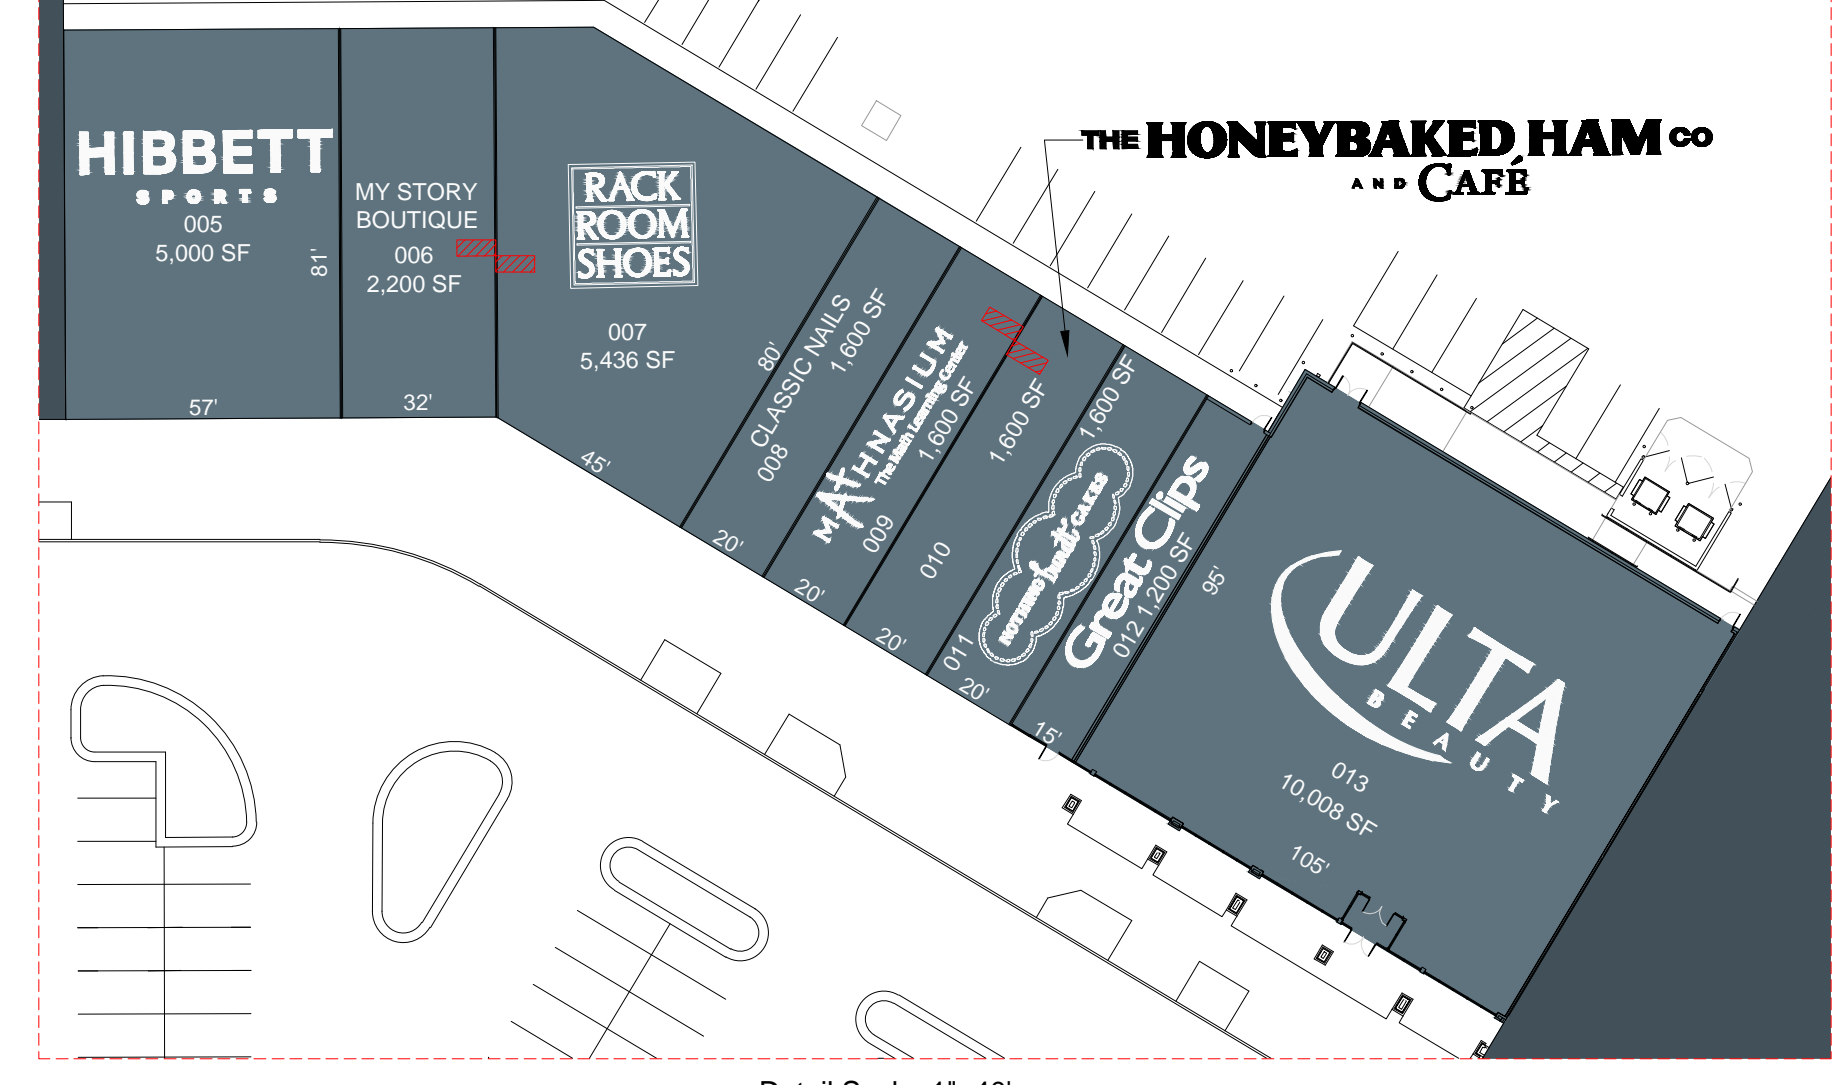 HIBBETT
SPORTS
005
5,000 SF
81'
57'
MY STORY
BOUTIQUE
006
2,200 SF
32'
RACK
ROOM
SHOES
007
5,436 SF
45'
80'
CLASSIC NAILS
1,600 SF
008
20'
MATHNASIUM
The Math Learning Center
1,600 SF
009
20'
THE HONEYBAKED HAM CO
AND CAFÉ
1,600 SF
010
20'
1,600 SF
NOTHING bundt CAKES
011
20'
Great Clips
012 1,200 SF
15'
95'
ULTA
BEAUTY
013
10,008 SF
105'